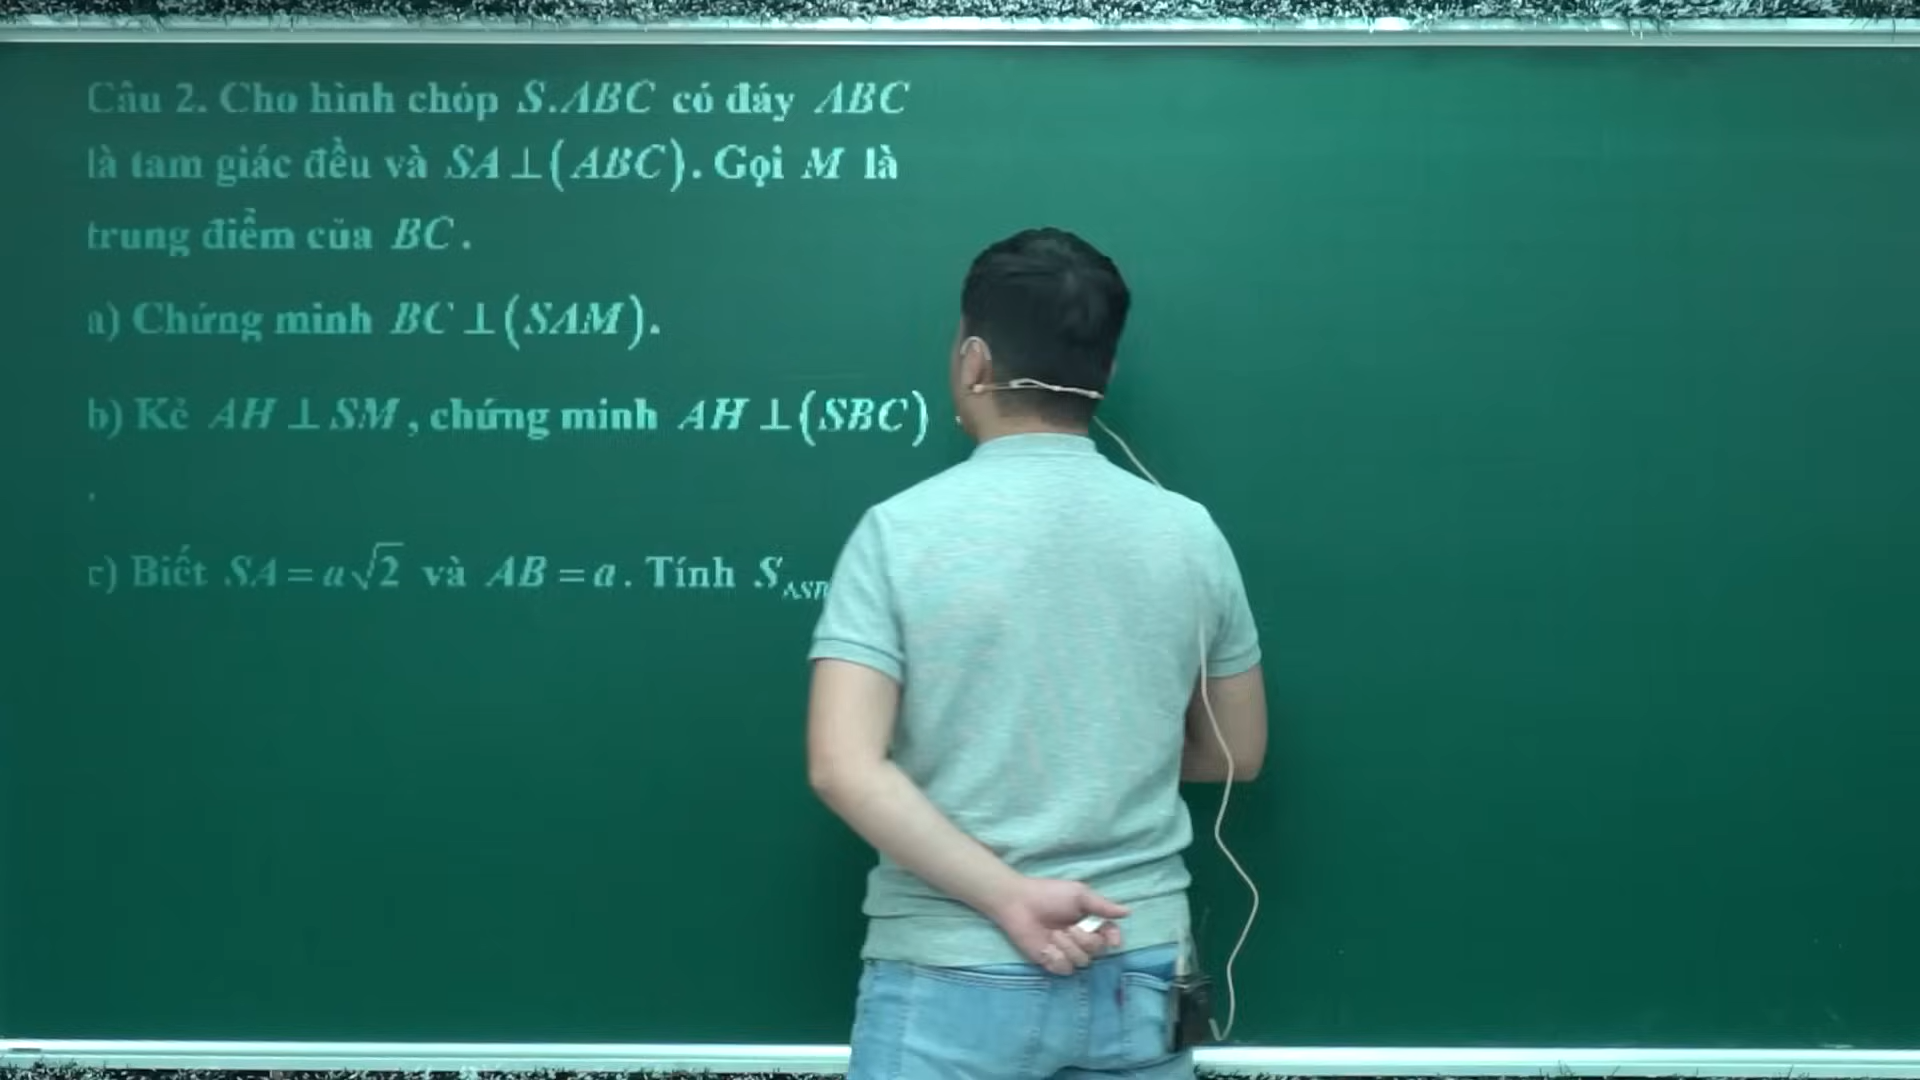 Câu 2. Cho hình chóp S.ABC có đáy ABC
là tam giác đều và SA ⊥ (ABC). Gọi M là
trung điểm của BC.
a) Chứng minh BC ⊥ (SAM).
b) Kẻ AH ⊥ SM, chứng minh AH ⊥ (SBC)
.
c) Biết SA = a√2 và AB = a. Tính S